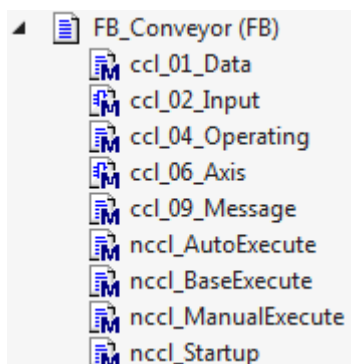 FB_Conveyor (FB)
ccl_01_Data
ccl_02_Input
ccl_04_Operating
ccl_06_Axis
ccl_09_Message
nccl_AutoExecute
nccl_BaseExecute
nccl_ManualExecute
nccl_Startup